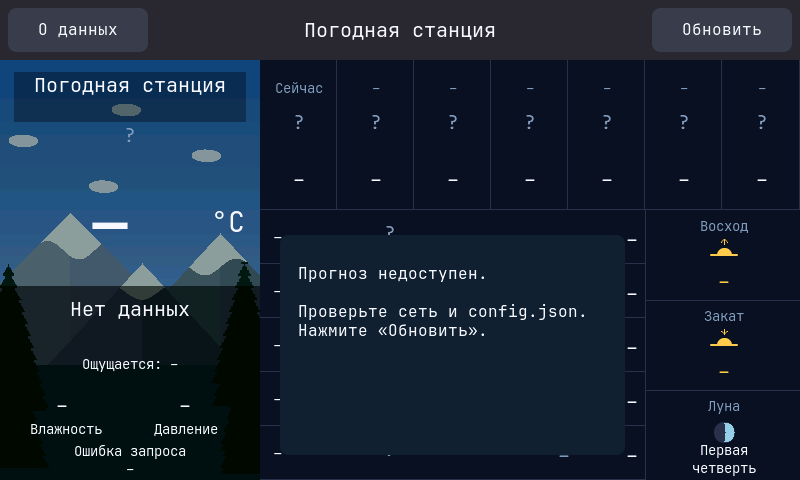 О данных
Погодная станция
Обновить
Погодная станция
?
— °C
Нет данных
Ощущается: –
– –
Влажность Давление
Ошибка запроса
–
Сейчас – – – – – –
? ? ? ? ? ? ?
– – – – – – –
– ? –
Прогноз недоступен.
Проверьте сеть и config.json.
Нажмите «Обновить».
– –
– –
– –
– –
Восход
–
Закат
–
Луна
Первая
четверть